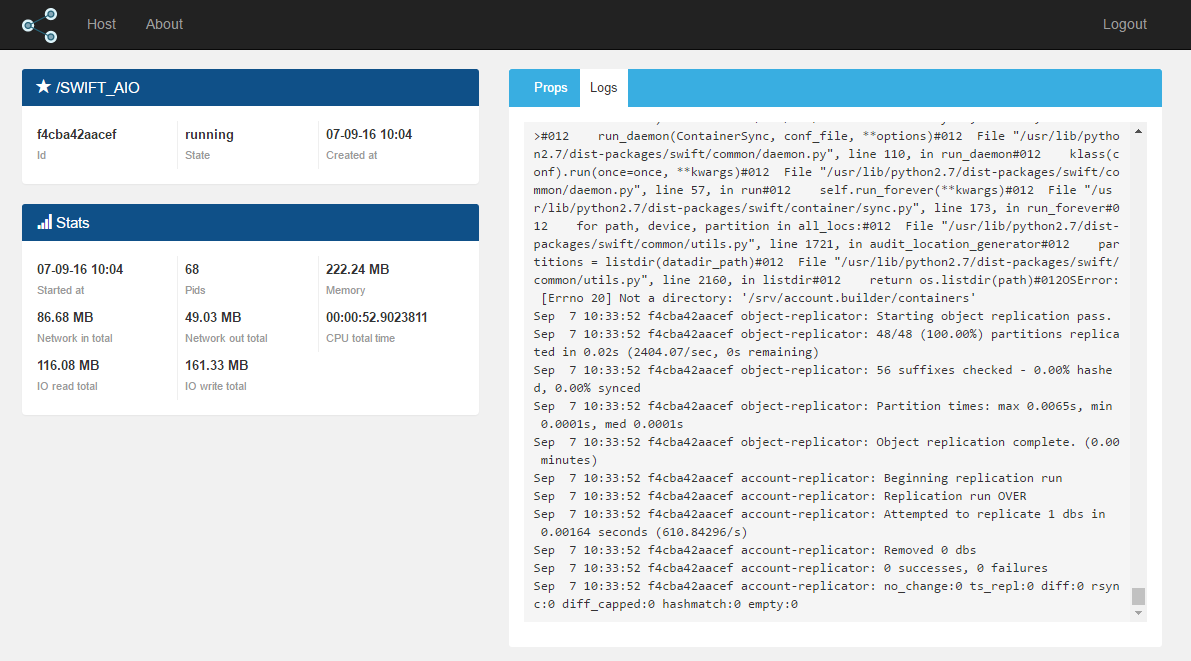 Host About Logout
/SWIFT_AIO
f4cba42aacef running 07-09-16 10:04
Id State Created at
Stats
07-09-16 10:04 68 222.24 MB
Started at Pids Memory
86.68 MB 49.03 MB 00:00:52.9023811
Network in total Network out total CPU total time
116.08 MB 161.33 MB
IO read total IO write total
Props Logs
>#012    run_daemon(ContainerSync, conf_file, **options)#012  File "/usr/lib/pytho
n2.7/dist-packages/swift/common/daemon.py", line 110, in run_daemon#012    klass(c
onf).run(once=once, **kwargs)#012  File "/usr/lib/python2.7/dist-packages/swift/co
mmon/daemon.py", line 57, in run#012    self.run_forever(**kwargs)#012  File "/us
r/lib/python2.7/dist-packages/swift/container/sync.py", line 173, in run_forever#0
12    for path, device, partition in all_locs:#012  File "/usr/lib/python2.7/dist-
packages/swift/common/utils.py", line 1721, in audit_location_generator#012    par
titions = listdir(datadir_path)#012  File "/usr/lib/python2.7/dist-packages/swift/
common/utils.py", line 2160, in listdir#012    return os.listdir(path)#012OSError:
[Errno 20] Not a directory: '/srv/account.builder/containers'
Sep  7 10:33:52 f4cba42aacef object-replicator: Starting object replication pass.
Sep  7 10:33:52 f4cba42aacef object-replicator: 48/48 (100.00%) partitions replica
ted in 0.02s (2404.07/sec, 0s remaining)
Sep  7 10:33:52 f4cba42aacef object-replicator: 56 suffixes checked - 0.00% hashe
d, 0.00% synced
Sep  7 10:33:52 f4cba42aacef object-replicator: Partition times: max 0.0065s, min
0.0001s, med 0.0001s
Sep  7 10:33:52 f4cba42aacef object-replicator: Object replication complete. (0.00
minutes)
Sep  7 10:33:52 f4cba42aacef account-replicator: Beginning replication run
Sep  7 10:33:52 f4cba42aacef account-replicator: Replication run OVER
Sep  7 10:33:52 f4cba42aacef account-replicator: Attempted to replicate 1 dbs in
0.00164 seconds (610.84296/s)
Sep  7 10:33:52 f4cba42aacef account-replicator: Removed 0 dbs
Sep  7 10:33:52 f4cba42aacef account-replicator: 0 successes, 0 failures
Sep  7 10:33:52 f4cba42aacef account-replicator: no_change:0 ts_repl:0 diff:0 rsyn
c:0 diff_capped:0 hashmatch:0 empty:0